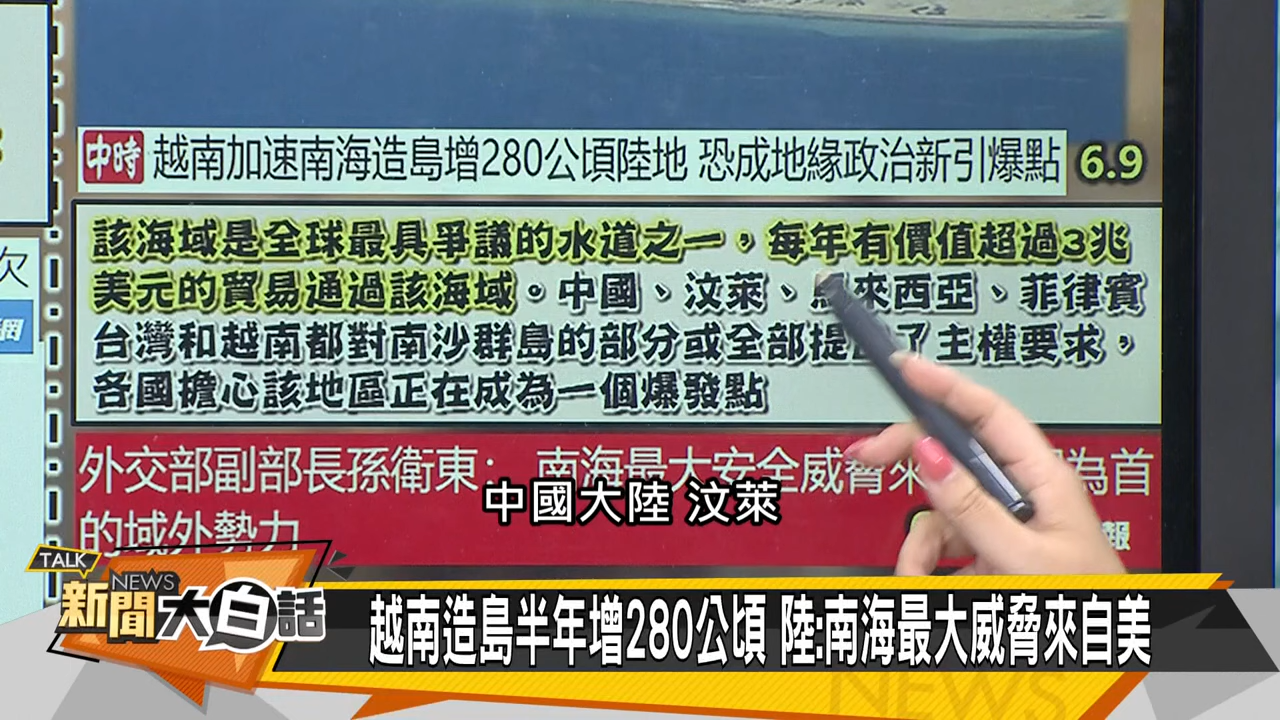 中時 越南加速南海造島增280公頃陸地 恐成地緣政治新引爆點 6.9
該海域是全球最具爭議的水道之一，每年有價值超過3兆
美元的貿易通過該海域。中國、汶萊、馬來西亞、菲律賓
台灣和越南都對南沙群島的部分或全部提出了主權要求，
各國擔心該地區正在成為一個爆發點
欠
網
外交部副部長孫衛東： 南海最大安全威脅來 為首
的域外勢力
報
中國大陸 汶萊
TALK
NEWS
新聞大白話
越南造島半年增280公頃 陸:南海最大威脅來自美
NEWS